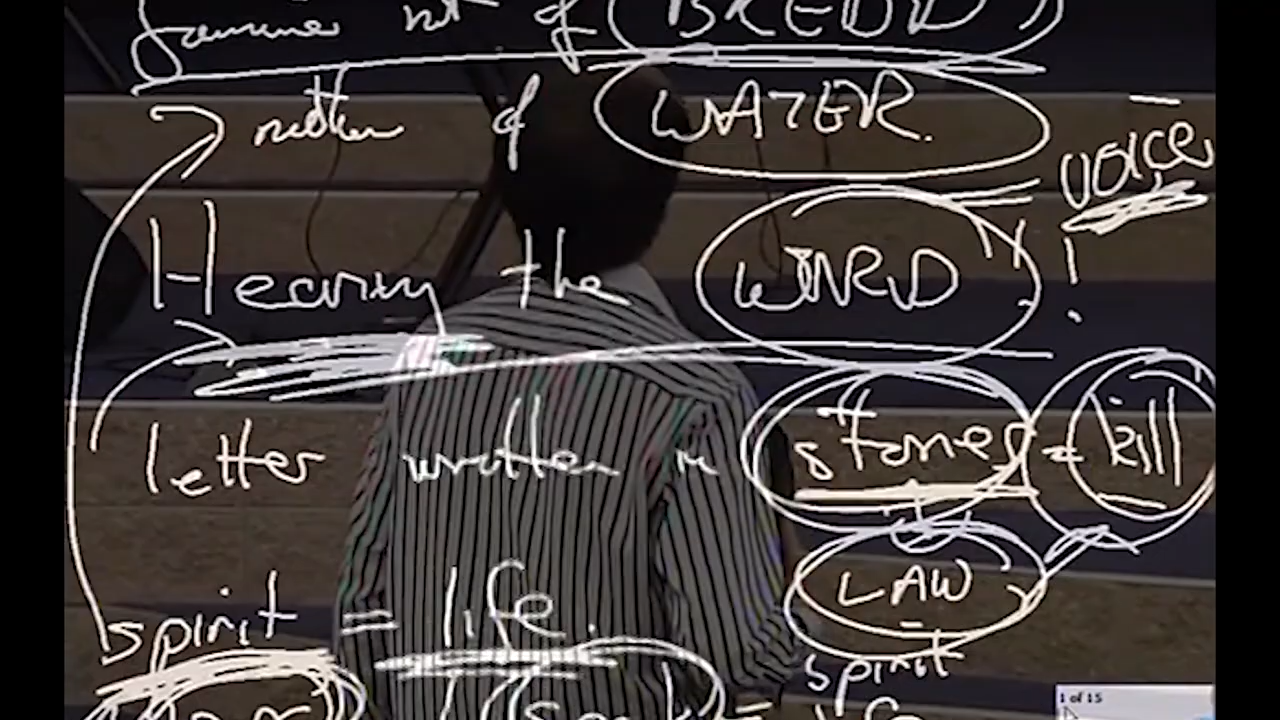 famine not of BREAD
neither of WATER.
voice
Hearing the WORD !
letter written in stones = kill
LAW
spirit = life.
spirit
1 of 15